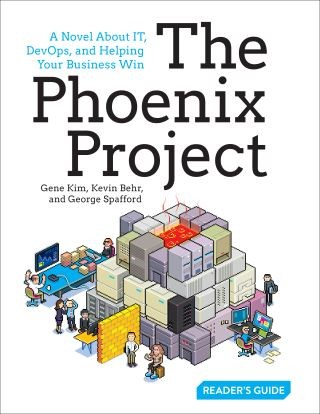 A Novel About IT,
DevOps, and Helping
Your Business Win
The
Phoenix
Project
Gene Kim, Kevin Behr,
and George Spafford
READER'S GUIDE